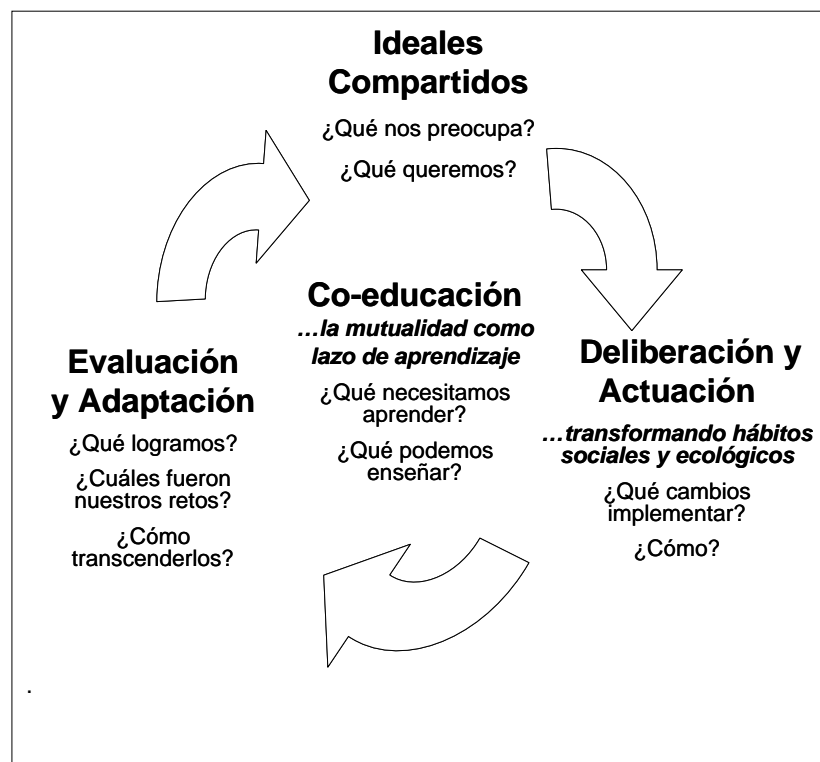 Ideales
Compartidos
¿Qué nos preocupa?
¿Qué queremos?
Co-educación
...la mutualidad como
lazo de aprendizaje
¿Qué necesitamos
aprender?
¿Qué podemos
enseñar?
Deliberación y
Actuación
...transformando hábitos
sociales y ecológicos
¿Qué cambios
implementar?
¿Cómo?
Evaluación
y Adaptación
¿Qué logramos?
¿Cuáles fueron
nuestros retos?
¿Cómo
transcenderlos?
.